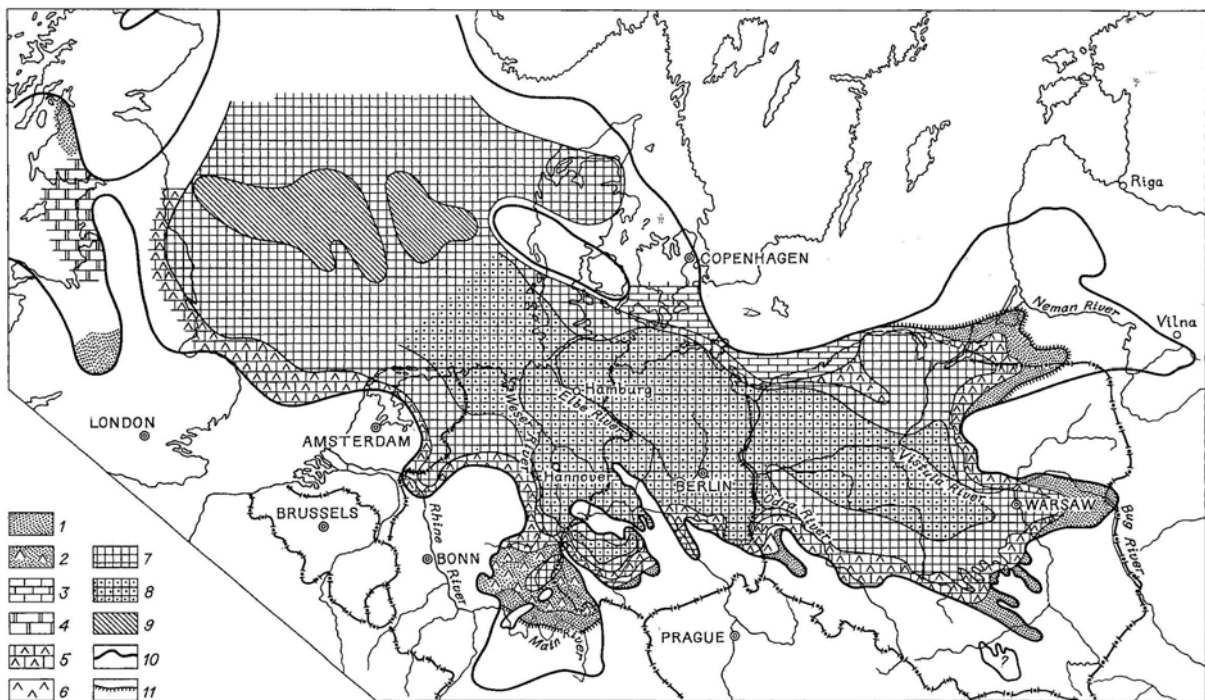 Riga
COPENHAGEN
Neman River
Vilna
Hamburg
Elbe River
Weser River
LONDON
AMSTERDAM
Vistula River
Hannover
BERLIN
Odra River
WARSAW
BRUSSELS
Rhine River
Bug River
BONN
Main River
PRAGUE
?
1
2
3
4
5
6
7
8
9
10
11